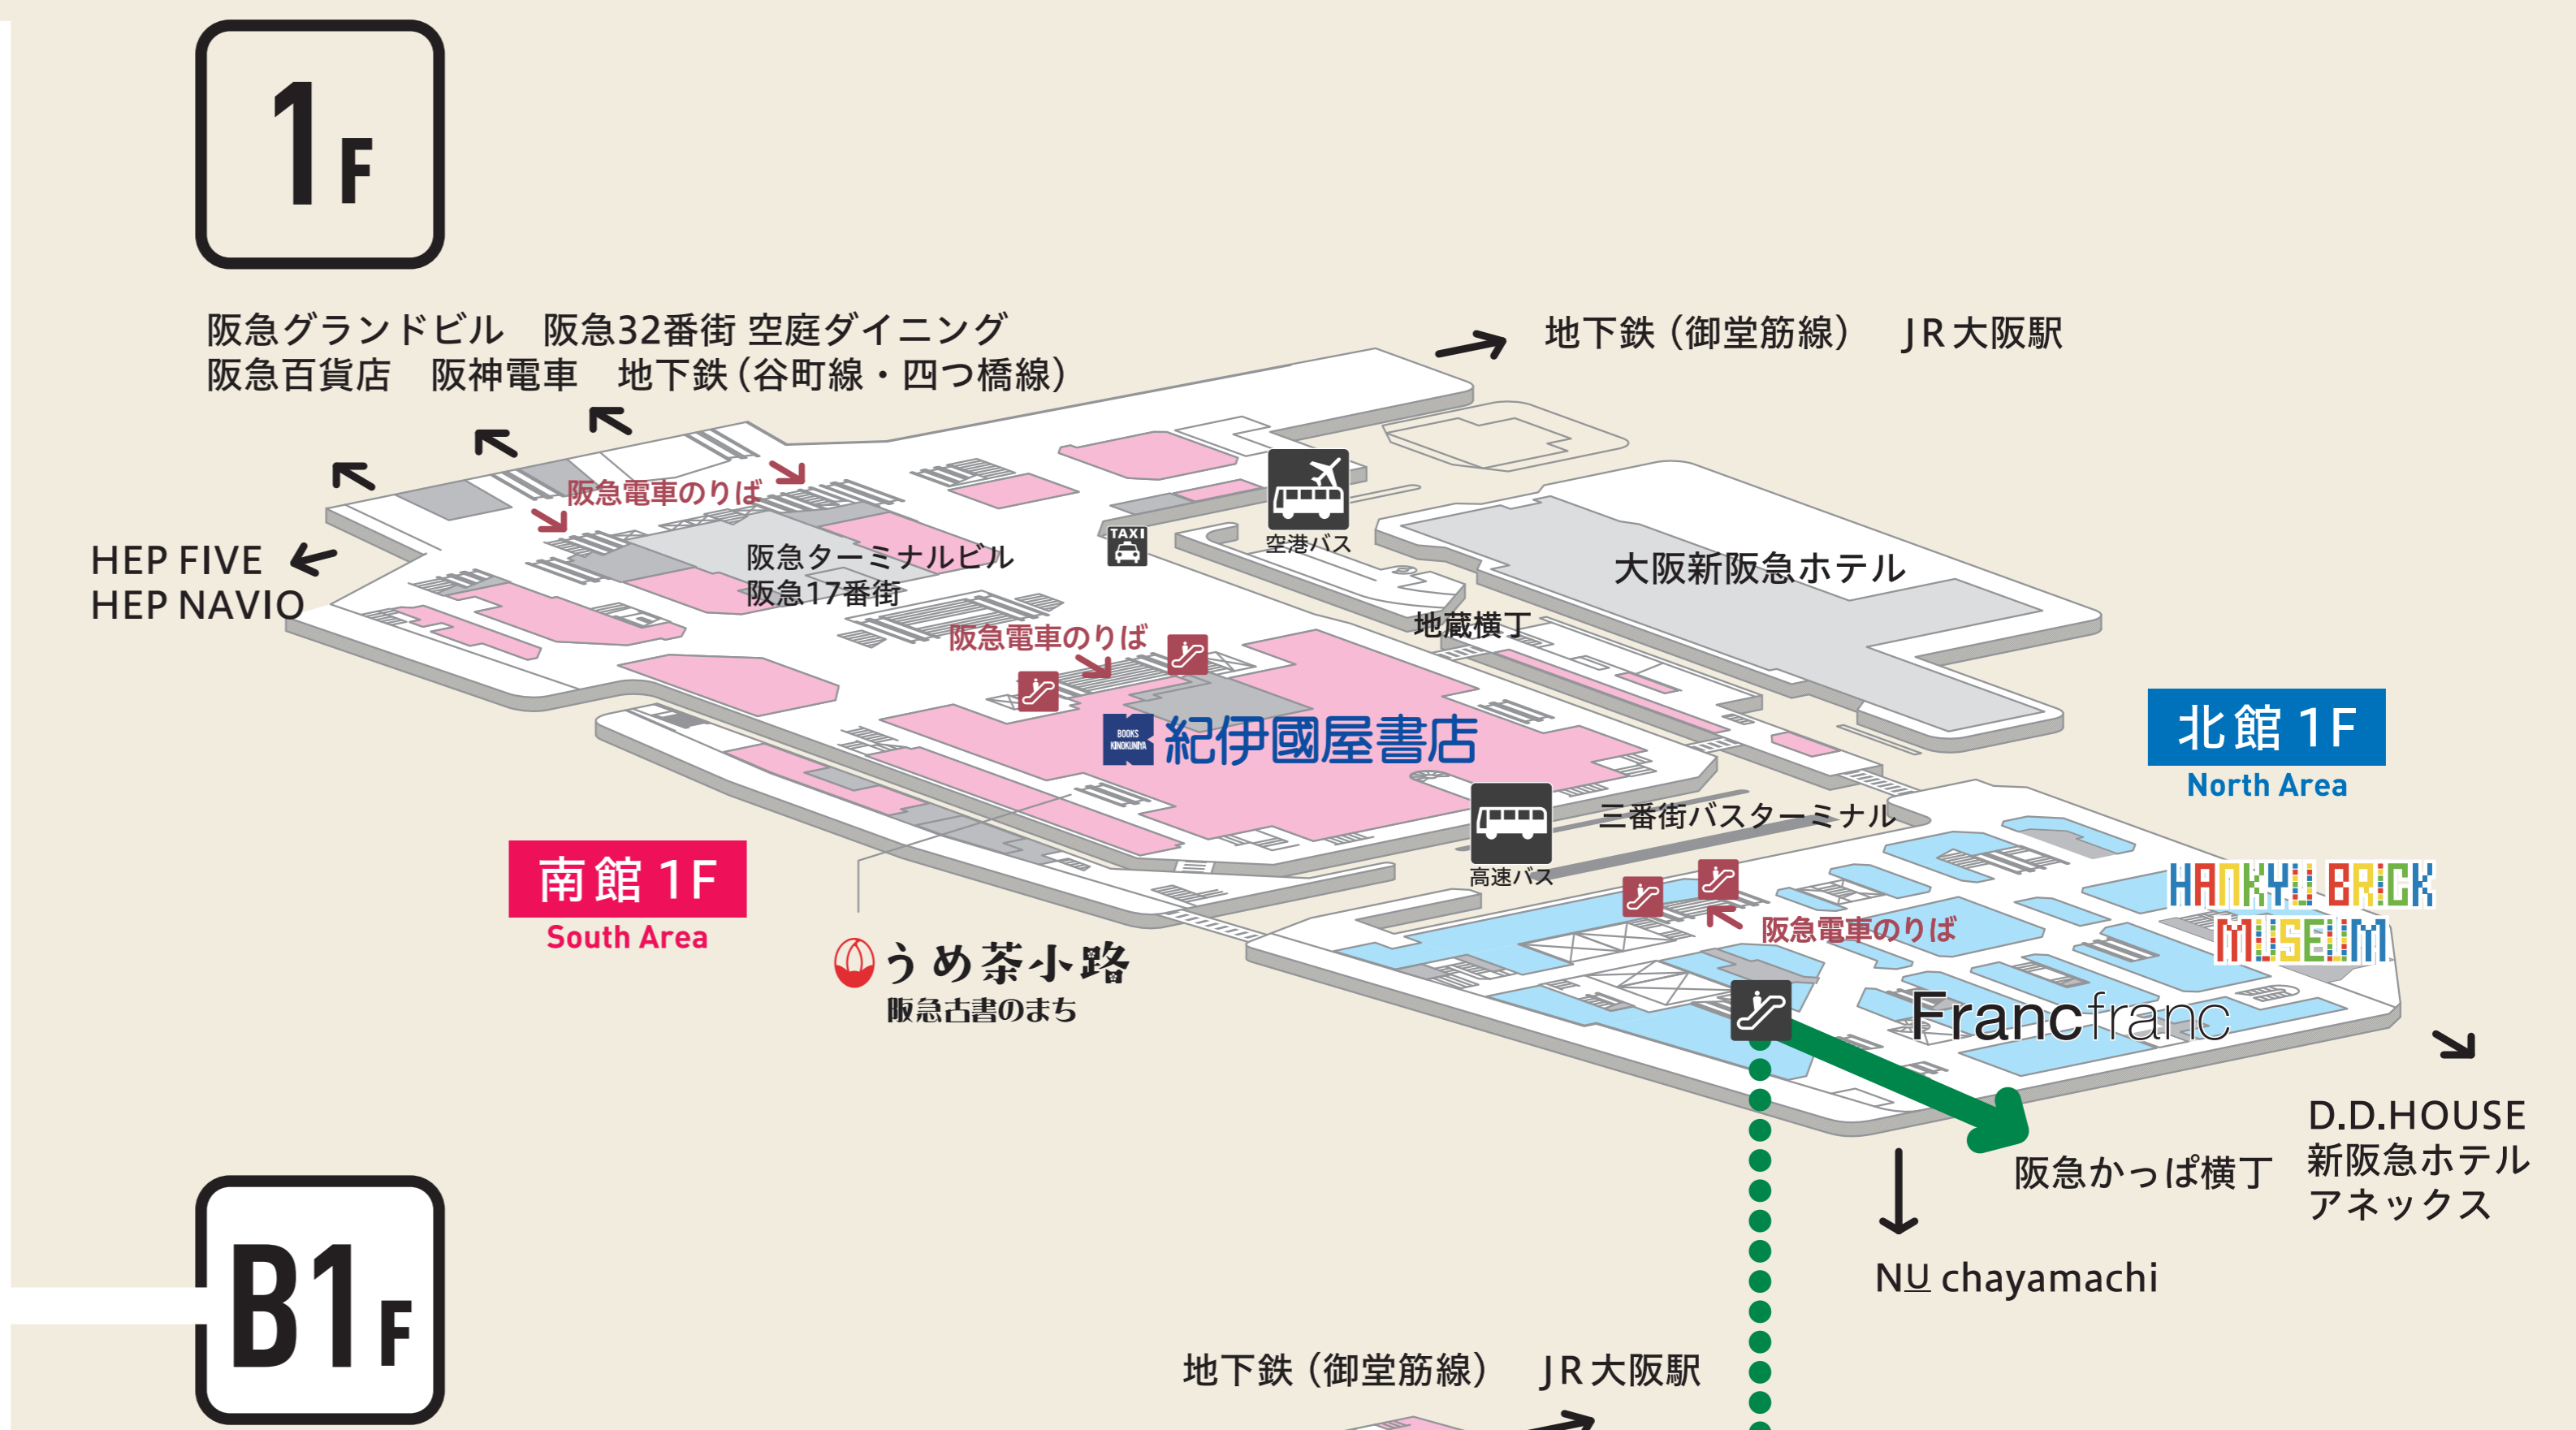 1F
阪急グランドビル　阪急32番街 空庭ダイニング
阪急百貨店　阪神電車　地下鉄（谷町線・四つ橋線）
地下鉄（御堂筋線）　JR大阪駅
阪急電車のりば
HEP FIVE
HEP NAVIO
阪急ターミナルビル
阪急17番街
TAXI
空港バス
大阪新阪急ホテル
地蔵横丁
阪急電車のりば
BOOKS
KINOKUNIYA
紀伊國屋書店
北館 1F
North Area
三番街バスターミナル
高速バス
南館 1F
South Area
阪急電車のりば
HANKYU BRICK
MUSEUM
うめ茶小路
阪急古書のまち
Francfranc
D.D.HOUSE
新阪急ホテル
アネックス
阪急かっぱ横丁
NU chayamachi
B1F
地下鉄（御堂筋線）　JR大阪駅